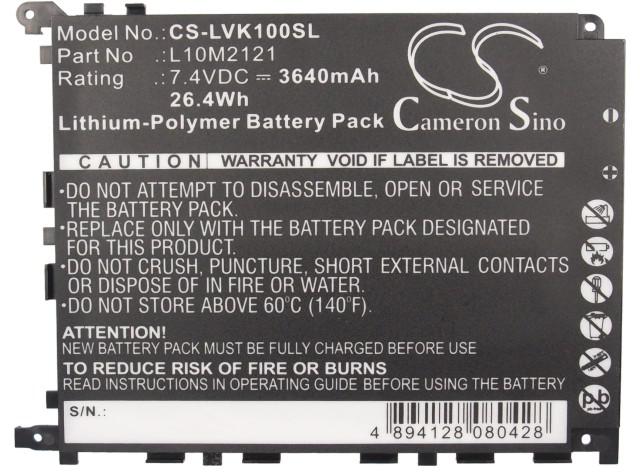 Model No.:CS-LVK100SL
Part No .:L10M2121
Rating .:7.4VDC ⎓ 3640mAh
26.4Wh
Lithium-Polymer Battery Pack
Cameron Sino
®
CAUTION WARRANTY VOID IF LABEL IS REMOVED
•DO NOT ATTEMPT TO DISASSEMBLE, OPEN OR SERVICE
THE BATTERY PACK.
•REPLACE ONLY WITH THE BATTERY PACK DESIGNATED
FOR THIS PRODUCT.
•DO NOT CRUSH, PUNCTURE, SHORT EXTERNAL CONTACTS
OR DISPOSE OF IN FIRE OR WATER.
•DO NOT STORE ABOVE 60°C (140°F).
ATTENTION!
NEW BATTERY PACK MUST BE FULLY CHARGED BEFORE USE
TO REDUCE RISK OF FIRE OR BURNS
READ INSTRUCTIONS IN OPERATING GUIDE BEFORE USING THE BATTERY
Pb
S/N.:
4 894128 080428